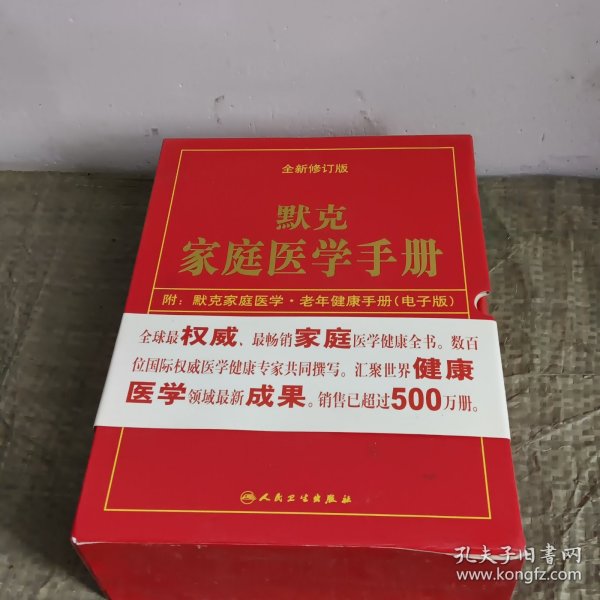 全新修订版
默克
家庭医学手册
附：默克家庭医学·老年健康手册(电子版)
全球最权威、最畅销家庭医学健康全书。数百
位国际权威医学健康专家共同撰写。汇聚世界健康
医学领域最新成果。销售已超过500万册。
人民卫生出版社
孔夫子旧书网
www.kongfz.com